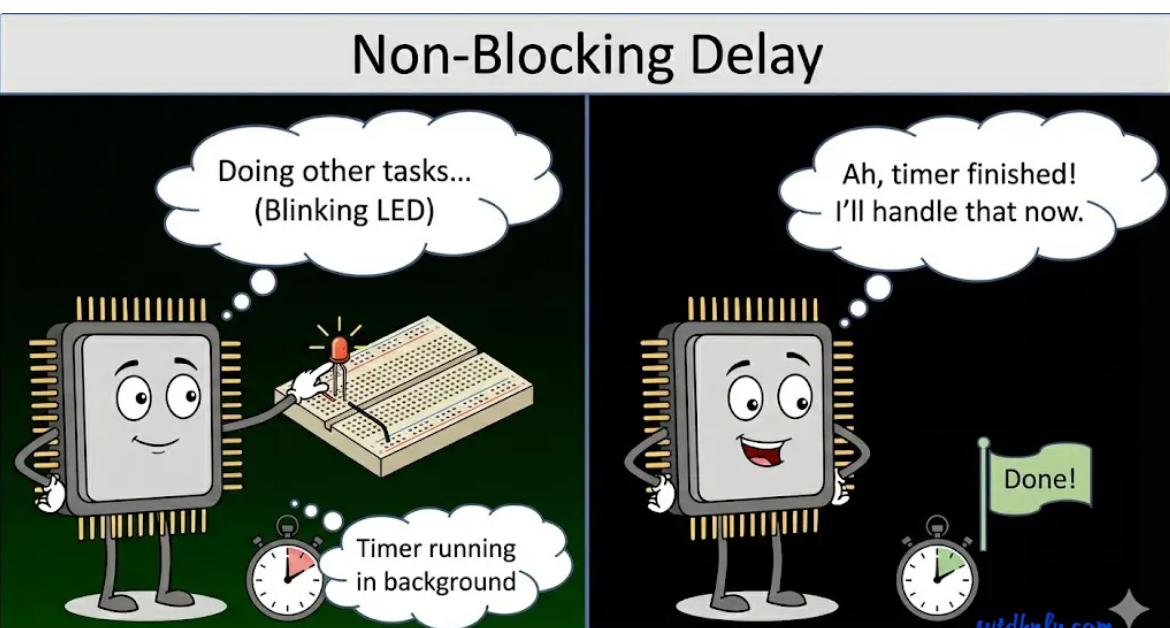 Non-Blocking Delay
Doing other tasks...
(Blinking LED)
Ah, timer finished!
I'll handle that now.
Timer running
in background
Done!